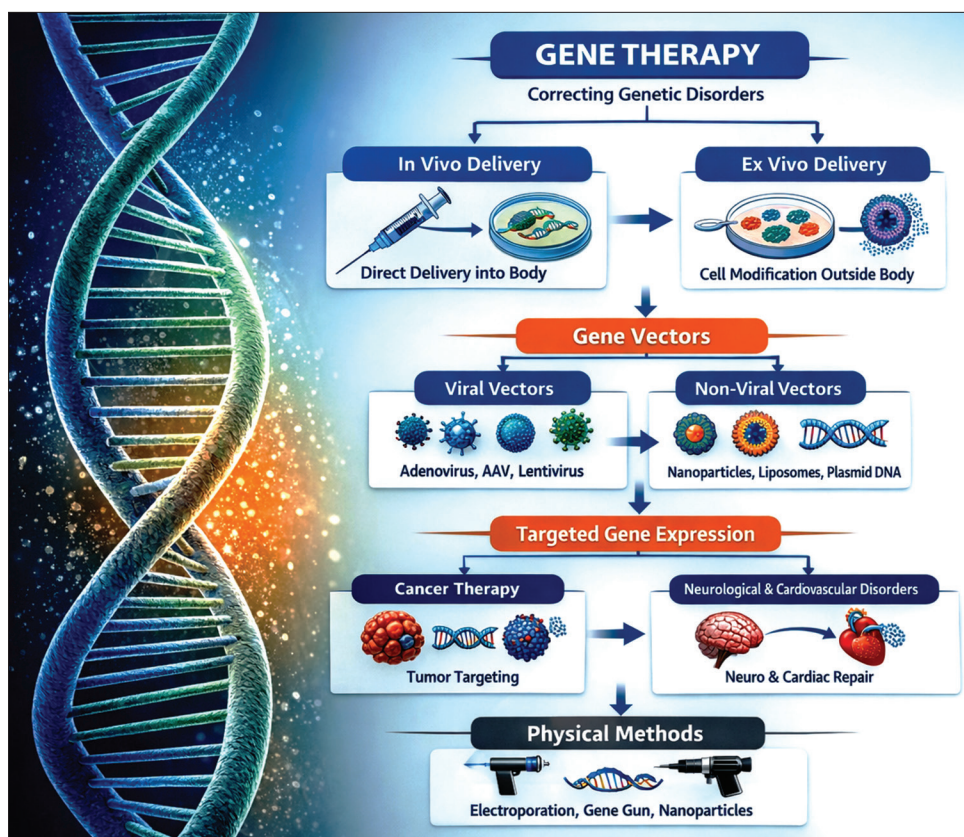 GENE THERAPY
Correcting Genetic Disorders
In Vivo Delivery
Direct Delivery into Body
Ex Vivo Delivery
Cell Modification Outside Body
Gene Vectors
Viral Vectors
Adenovirus, AAV, Lentivirus
Non-Viral Vectors
Nanoparticles, Liposomes, Plasmid DNA
Targeted Gene Expression
Cancer Therapy
Tumor Targeting
Neurological & Cardiovascular Disorders
Neuro & Cardiac Repair
Physical Methods
Electroporation, Gene Gun, Nanoparticles